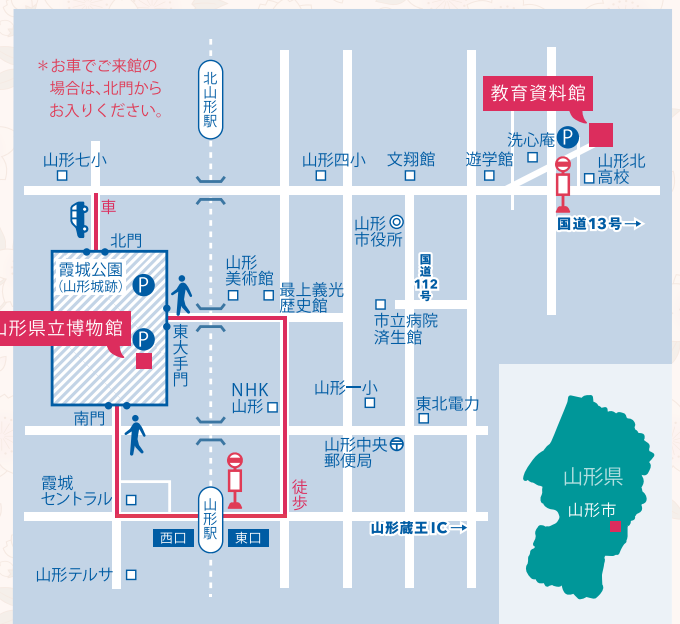 ＊お車でご来館の
場合は、北門から
お入りください。
北山形駅
教育資料館
洗心庵
P
山形七小
山形四小
文翔館
遊学館
山形北
高校
車
国道13号→
山形
市役所
北門
霞城公園
（山形城跡）
P
山形
美術館
最上義光
歴史館
国道
112
号
山形県立博物館
P
東大手門
市立病院
済生館
NHK
山形
山形一小
東北電力
南門
山形中央
郵便局
霞城
セントラル
徒歩
山形駅
西口
東口
山形蔵王IC→
山形テルサ
山形県
山形市